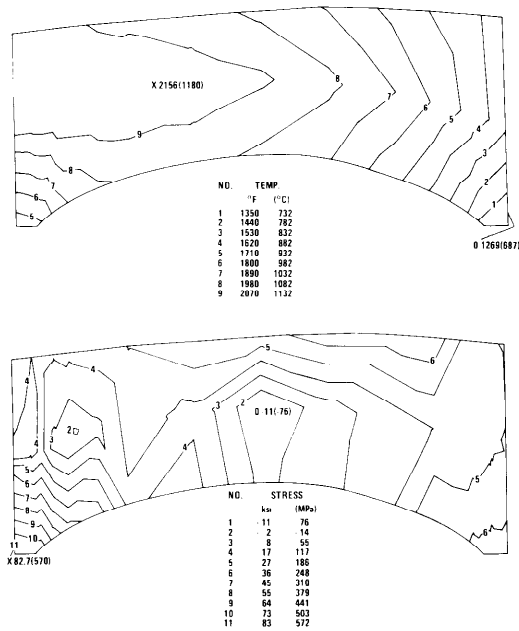 8
X 2156(1180)
7
6
5
4
9
3
8
2
7
6
1
5
0 1269(687)
NO. TEMP.
°F (°C)
1 1350 732
2 1440 782
3 1530 832
4 1620 882
5 1710 932
6 1800 982
7 1890 1032
8 1980 1082
9 2070 1132
5
6
4
4
3
2
0 -11(-76)
2
3
4
4
5
6
7
8
9
10
11
5
6
X 82.7(570)
NO. STRESS
ksi (MPa)
1 - 11 76
2 - 2 - 14
3 8 55
4 17 117
5 27 186
6 36 248
7 45 310
8 55 379
9 64 441
10 73 503
11 83 572